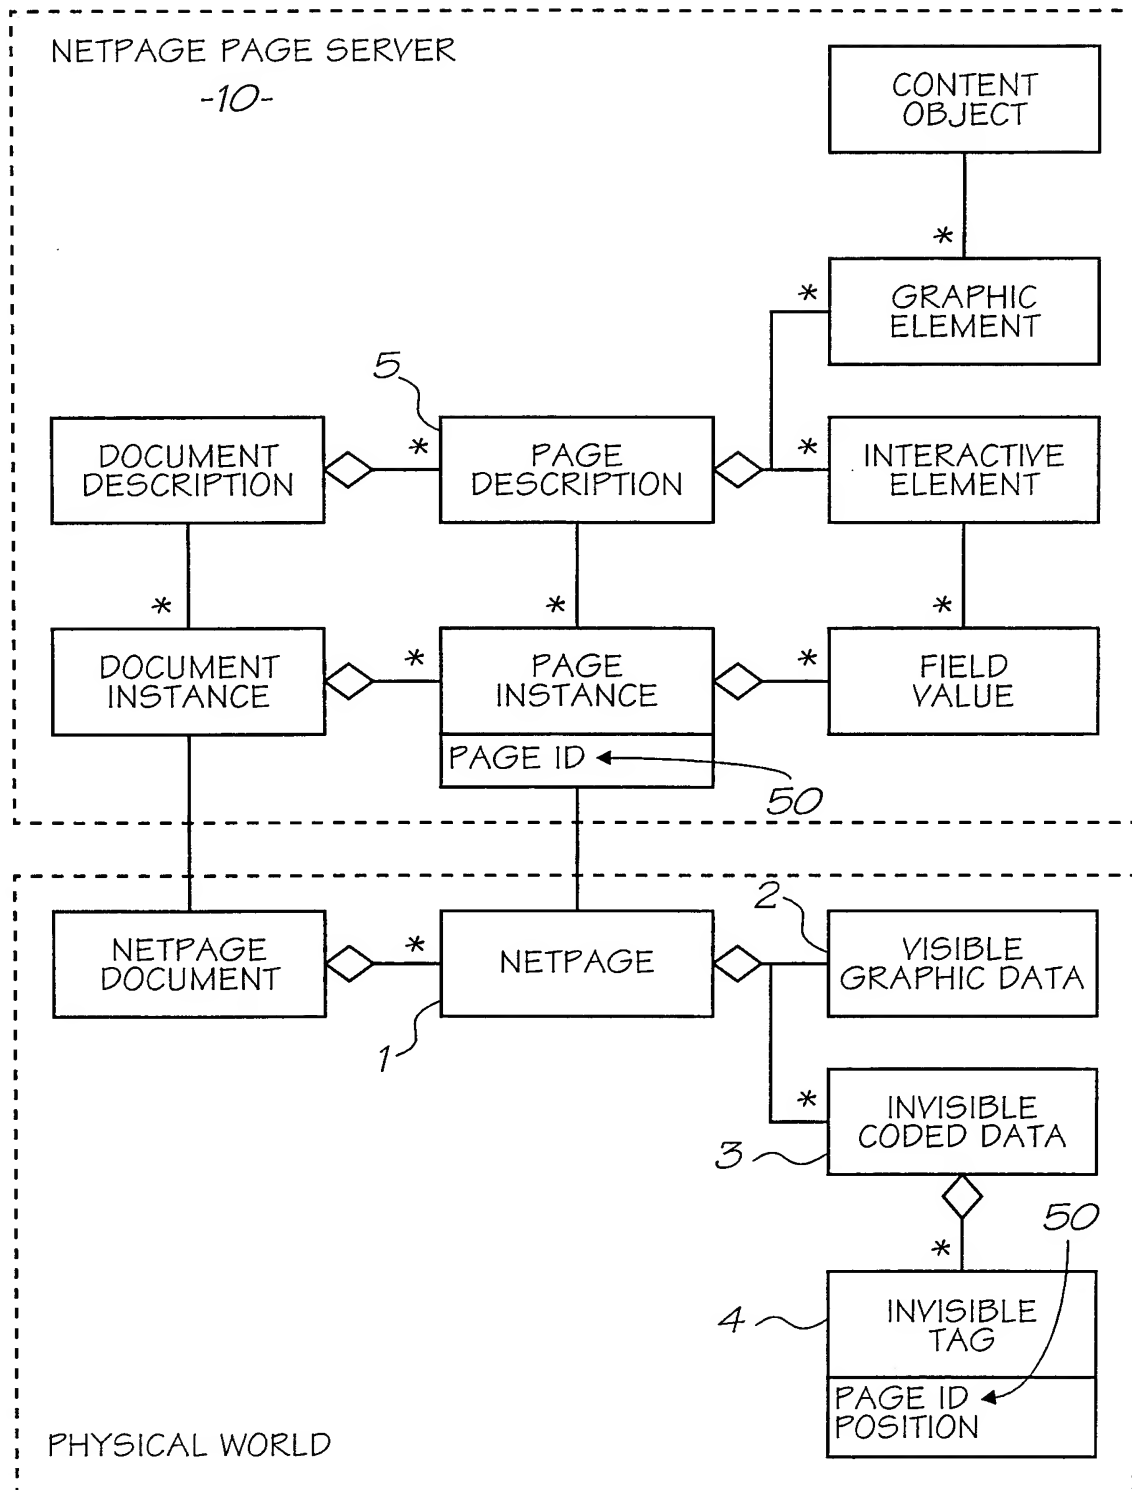 NETPAGE PAGE SERVER
-10-
CONTENT
OBJECT
*
*
GRAPHIC
ELEMENT
5
DOCUMENT
DESCRIPTION
*
PAGE
DESCRIPTION
*
INTERACTIVE
ELEMENT
*
*
*
DOCUMENT
INSTANCE
*
PAGE
INSTANCE
*
FIELD
VALUE
PAGE ID
50
2
NETPAGE
DOCUMENT
*
NETPAGE
VISIBLE
GRAPHIC DATA
1
*
INVISIBLE
CODED DATA
3
50
*
4
INVISIBLE
TAG
PAGE ID
POSITION
PHYSICAL WORLD